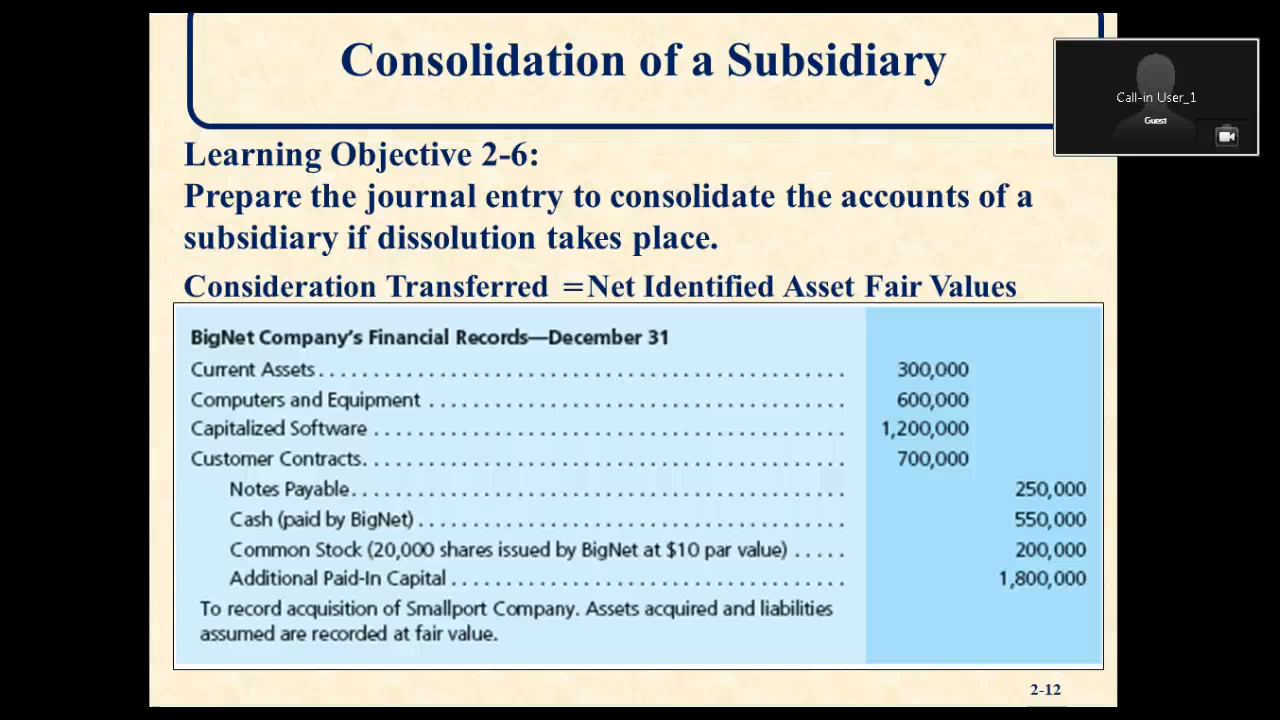 Consolidation of a Subsidiary
Call-in User_1
Guest
Learning Objective 2-6:
Prepare the journal entry to consolidate the accounts of a
subsidiary if dissolution takes place.
Consideration Transferred = Net Identified Asset Fair Values
BigNet Company's Financial Records—December 31
Current Assets . . . . . . . . . . . . . . . . . . . . . . . . . . . . 300,000
Computers and Equipment . . . . . . . . . . . . . . . . . . . . . . . . 600,000
Capitalized Software . . . . . . . . . . . . . . . . . . . . . . . . . . 1,200,000
Customer Contracts. . . . . . . . . . . . . . . . . . . . . . . . . . . 700,000
Notes Payable. . . . . . . . . . . . . . . . . . . . . . . . . . . . 250,000
Cash (paid by BigNet) . . . . . . . . . . . . . . . . . . . . . . . . 550,000
Common Stock (20,000 shares issued by BigNet at $10 par value) . . . . . 200,000
Additional Paid-In Capital . . . . . . . . . . . . . . . . . . . . . . 1,800,000
To record acquisition of Smallport Company. Assets acquired and liabilities
assumed are recorded at fair value.
2-12